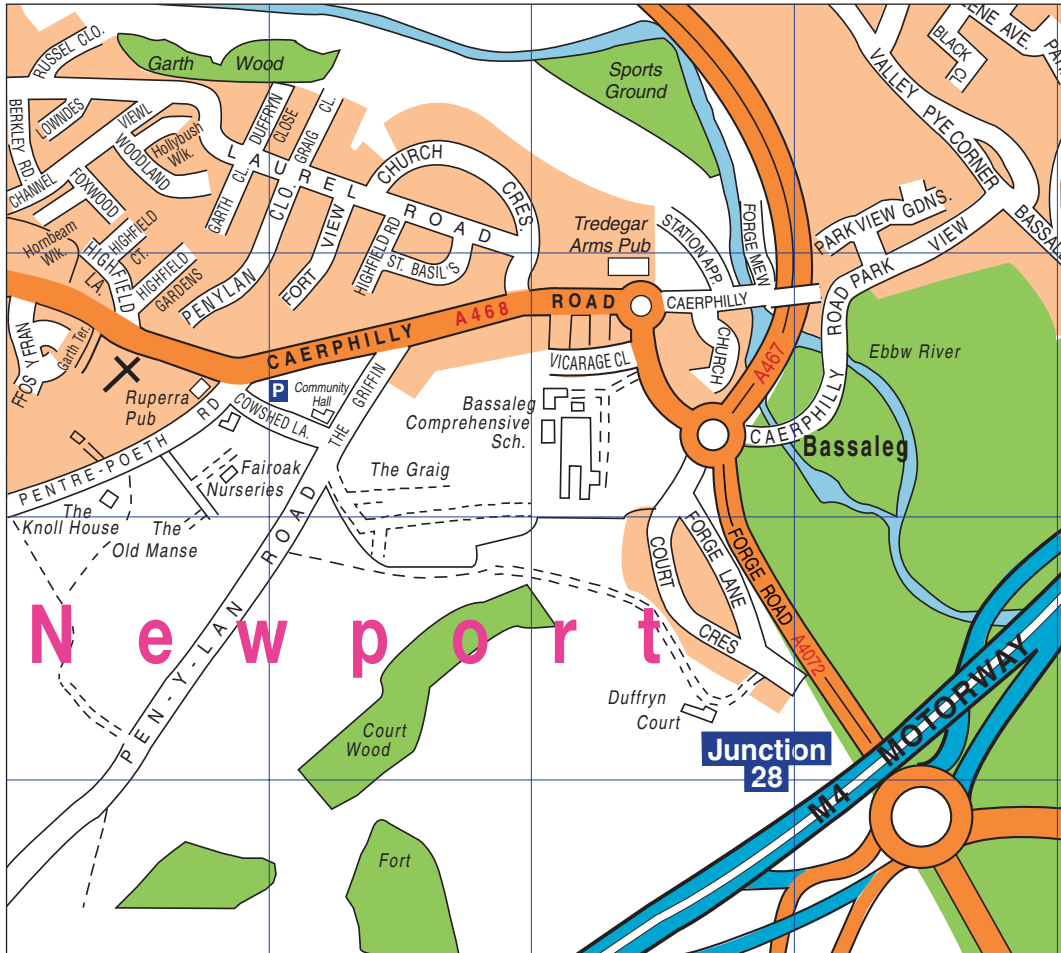 RUSSEL CLO.
Garth Wood
Sports
Ground
BLACK CL
VALLEY
PYE CORNER
BERKLEY RD
LOWNDES
VIEWL
CHANNEL
WOODLAND
Hollybush
Wlk.
DUFFRYN
CLOSE
GRAIG CL.
LAUREL ROAD
CHURCH
CRES.
FOXWOOD
GARTH CL.
PENYLAN CLO.
FORT VIEW
HIGHFIELD RD
ST. BASIL'S
Hornbeam
Wlk.
HIGHFIELD
LA.
HIGHFIELD
CT.
HIGHFIELD
GARDENS
Tredegar
Arms Pub
STATION APP.
FORGE MEW
PARKVIEW GDNS.
PARK VIEW
CAERPHILLY ROAD
CAERPHILLY ROAD
A468
CAERPHILLY
CHURCH
A467
CAERPHILLY ROAD
Ebbw River
FFOS Y FRAN
Garth Ter.
Ruperra
Pub
P
Community
Hall
COWSHED LA.
THE GRIFFIN
VICARAGE CL
Bassaleg
Comprehensive
Sch.
Bassaleg
PENTRE-POETH RD
The
Knoll House
The
Old Manse
Fairoak
Nurseries
The Graig
PEN-Y-LAN ROAD
COURT
CRES
FORGE LANE
FORGE ROAD
A4072
Newport
Duffryn
Court
Court
Wood
Fort
Junction
28
M4 MOTORWAY